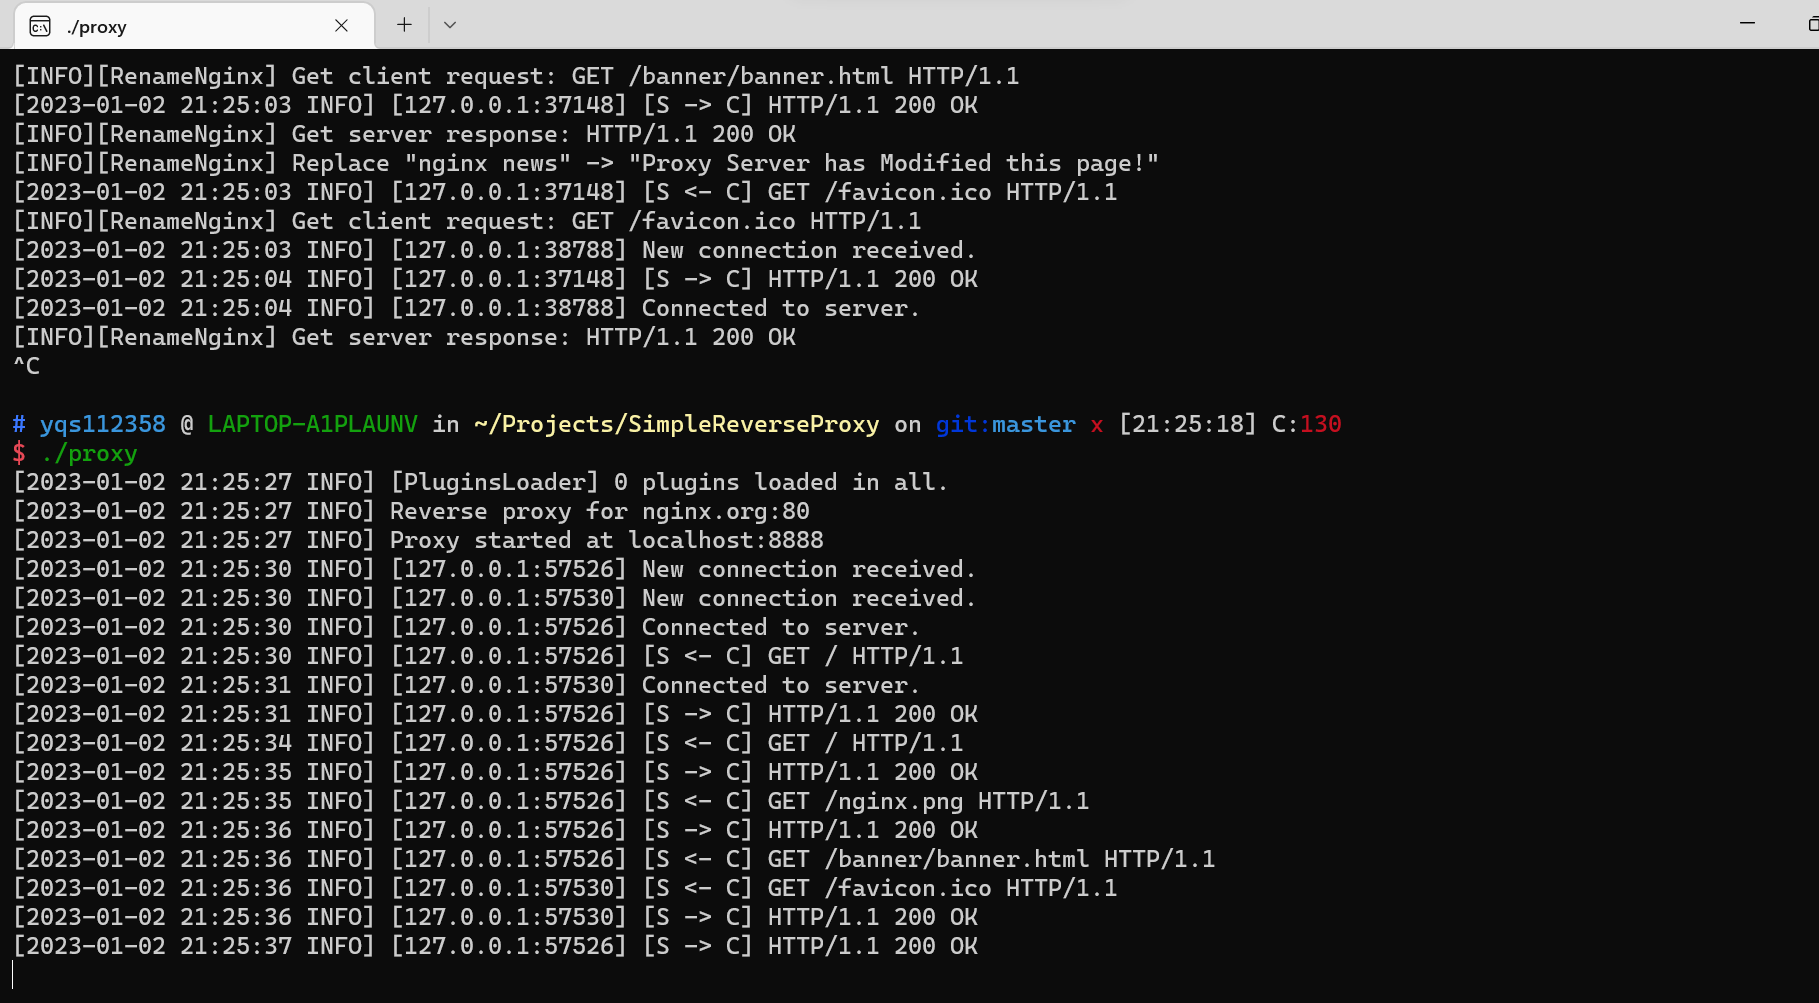 ./proxy
[INFO][RenameNginx] Get client request: GET /banner/banner.html HTTP/1.1
[2023-01-02 21:25:03 INFO] [127.0.0.1:37148] [S -> C] HTTP/1.1 200 OK
[INFO][RenameNginx] Get server response: HTTP/1.1 200 OK
[INFO][RenameNginx] Replace "nginx news" -> "Proxy Server has Modified this page!"
[2023-01-02 21:25:03 INFO] [127.0.0.1:37148] [S <- C] GET /favicon.ico HTTP/1.1
[INFO][RenameNginx] Get client request: GET /favicon.ico HTTP/1.1
[2023-01-02 21:25:03 INFO] [127.0.0.1:38788] New connection received.
[2023-01-02 21:25:04 INFO] [127.0.0.1:37148] [S -> C] HTTP/1.1 200 OK
[2023-01-02 21:25:04 INFO] [127.0.0.1:38788] Connected to server.
[INFO][RenameNginx] Get server response: HTTP/1.1 200 OK
^C
# yqs112358 @ LAPTOP-A1PLAUNV in ~/Projects/SimpleReverseProxy on git:master x [21:25:18] C:130
$ ./proxy
[2023-01-02 21:25:27 INFO] [PluginsLoader] 0 plugins loaded in all.
[2023-01-02 21:25:27 INFO] Reverse proxy for nginx.org:80
[2023-01-02 21:25:27 INFO] Proxy started at localhost:8888
[2023-01-02 21:25:30 INFO] [127.0.0.1:57526] New connection received.
[2023-01-02 21:25:30 INFO] [127.0.0.1:57530] New connection received.
[2023-01-02 21:25:30 INFO] [127.0.0.1:57526] Connected to server.
[2023-01-02 21:25:30 INFO] [127.0.0.1:57526] [S <- C] GET / HTTP/1.1
[2023-01-02 21:25:31 INFO] [127.0.0.1:57530] Connected to server.
[2023-01-02 21:25:31 INFO] [127.0.0.1:57526] [S -> C] HTTP/1.1 200 OK
[2023-01-02 21:25:34 INFO] [127.0.0.1:57526] [S <- C] GET / HTTP/1.1
[2023-01-02 21:25:35 INFO] [127.0.0.1:57526] [S -> C] HTTP/1.1 200 OK
[2023-01-02 21:25:35 INFO] [127.0.0.1:57526] [S <- C] GET /nginx.png HTTP/1.1
[2023-01-02 21:25:36 INFO] [127.0.0.1:57526] [S -> C] HTTP/1.1 200 OK
[2023-01-02 21:25:36 INFO] [127.0.0.1:57526] [S <- C] GET /banner/banner.html HTTP/1.1
[2023-01-02 21:25:36 INFO] [127.0.0.1:57530] [S <- C] GET /favicon.ico HTTP/1.1
[2023-01-02 21:25:36 INFO] [127.0.0.1:57530] [S -> C] HTTP/1.1 200 OK
[2023-01-02 21:25:37 INFO] [127.0.0.1:57526] [S -> C] HTTP/1.1 200 OK